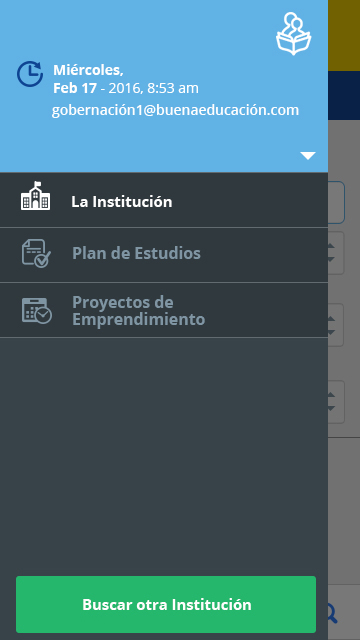 Miércoles,
Feb 17 - 2016, 8:53 am
gobernación1@buenaeducación.com
La Institución
Plan de Estudios
Proyectos de
Emprendimiento
Buscar otra Institución